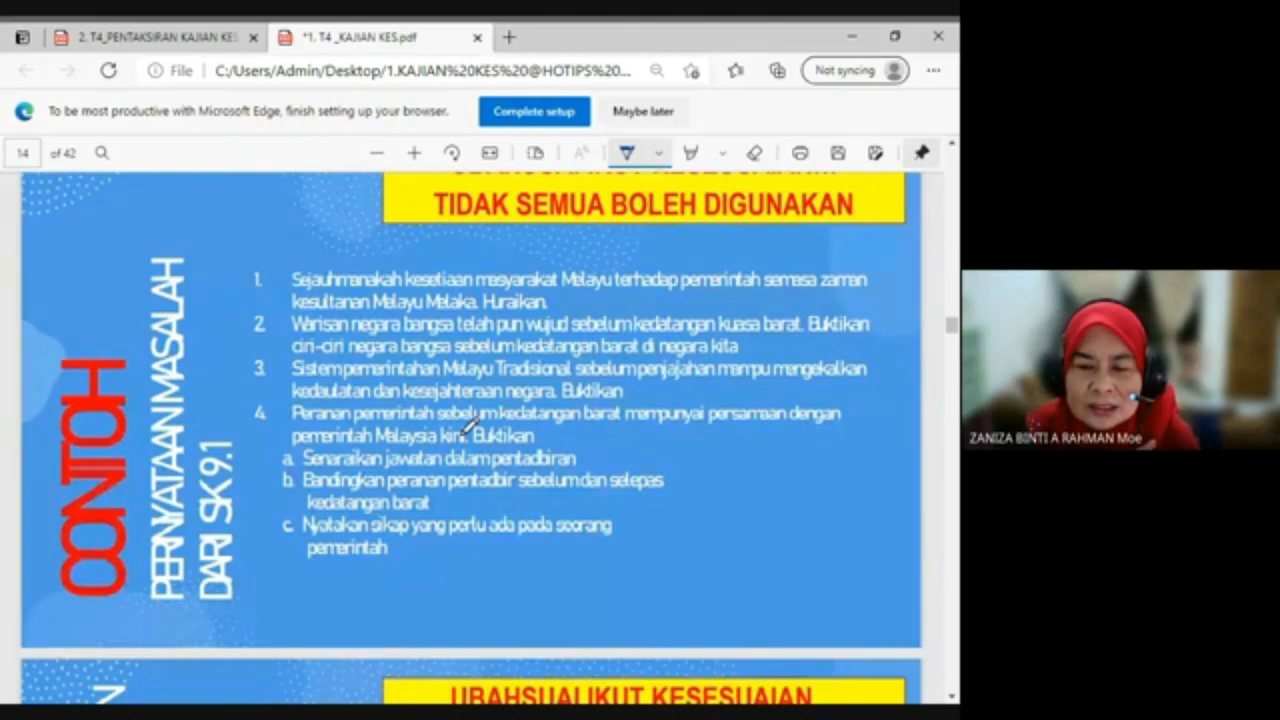 2. T4_PENTAKSIRAN KAJIAN KES
*1. T4 _KAJIAN KES.pdf
File
C:/Users/Admin/Desktop/1.KAJIAN%20KES%20@HOTIPS%20...
Not syncing
To be most productive with Microsoft Edge, finish setting up your browser.
Complete setup
Maybe later
14 of 42
TIDAK SEMUA BOLEH DIGUNAKAN
CONTOH
PERNYATAAN MASALAH
DARI SK 9.1
1. Sejauhmanakah kesetiaan masyarakat Melayu terhadap pemerintah semasa zaman
kesultanan Melayu Melaka. Huraikan.
2. Warisan negara bangsa telah pun wujud sebelum kedatangan kuasa barat. Buktikan
ciri-ciri negara bangsa sebelum kedatangan barat di negara kita
3. Sistem pemerintahan Melayu Tradisional sebelum penjajahan mampu mengekalkan
kedaulatan dan kesejahteraan negara. Buktikan
4. Peranan pemerintah sebelum kedatangan barat mempunyai persamaan dengan
pemerintah Malaysia kini. Buktikan
a. Senaraikan jawatan dalam pentadbiran
b. Bandingkan peranan pentadbir sebelum dan selepas
kedatangan barat
c. Nyatakan sikap yang perlu ada pada seorang
pemerintah
UBAHSUAI IKUT KESESUAIAN
ZANIZA BINTI A RAHMAN Moe